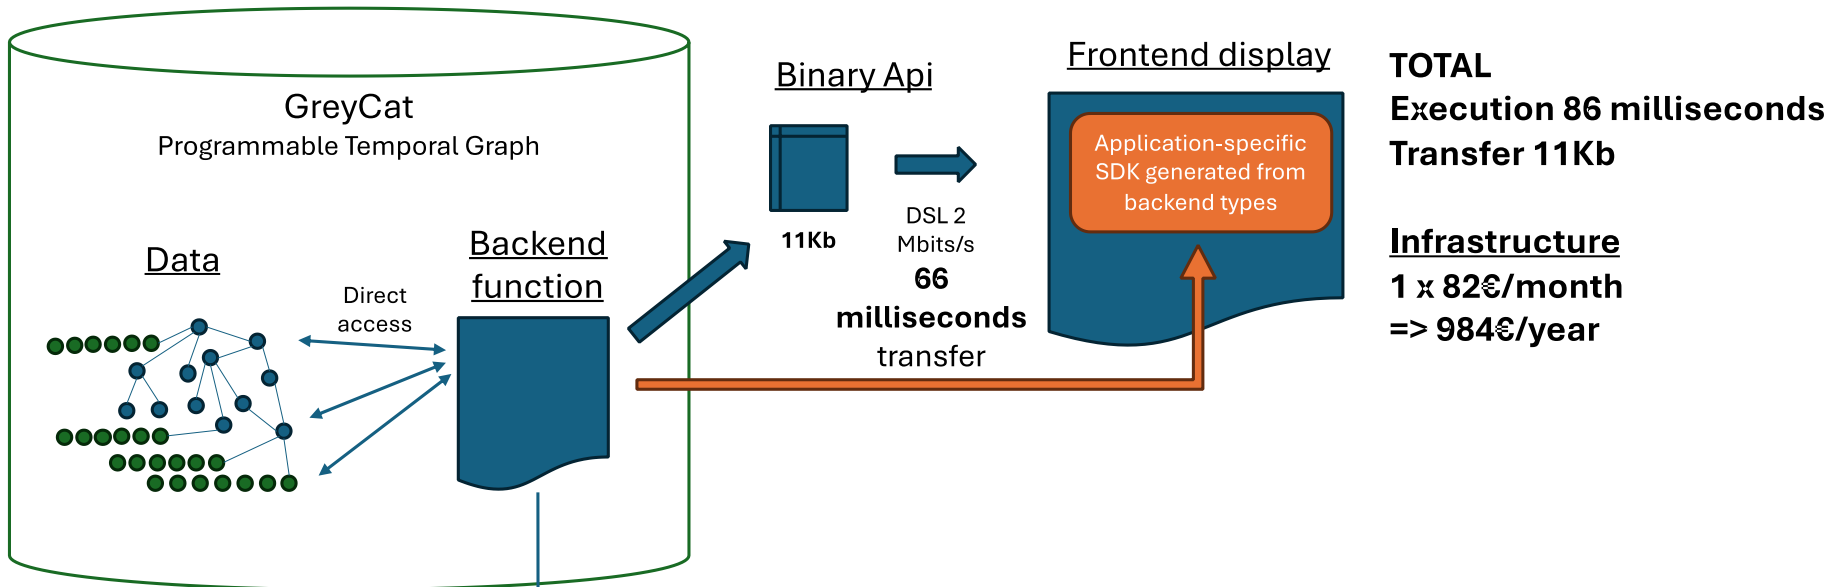 GreyCat
Programmable Temporal Graph
Data
Direct
access
Backend
function
Binary Api
11Kb
DSL 2
Mbits/s
66
milliseconds
transfer
Frontend display
Application-specific
SDK generated from
backend types
TOTAL
Execution 86 milliseconds
Transfer 11Kb
Infrastructure
1 x 82€/month
=> 984€/year